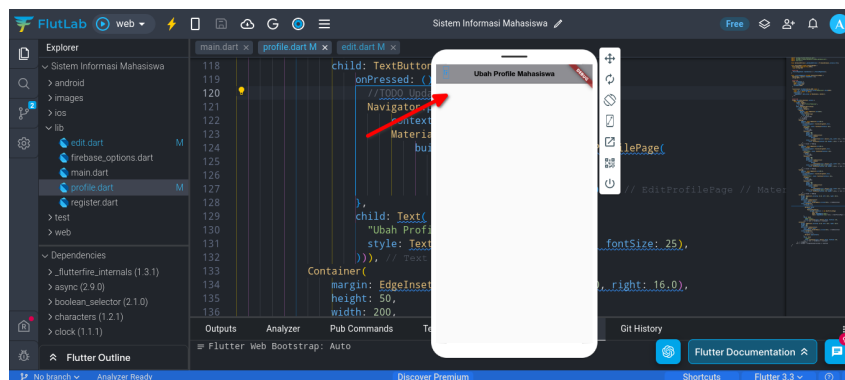 FlutLab web Sistem Informasi Mahasiswa Free A
Explorer main.dart × profile.dart M × edit.dart M ×
Sistem Informasi Mahasiswa
> android
> images
> ios
lib
edit.dart M
firebase_options.dart
main.dart
profile.dart M
register.dart
> test
> web
Dependencies
> _flutterfire_internals (1.3.1)
> async (2.9.0)
> boolean_selector (2.1.0)
> characters (1.2.1)
> clock (1.1.1)
Flutter Outline
118 child: TextButton
119 onPressed: ()
120 //TODO Upda
121 Navigator.p
122 context
123 Materia
124 bui ilePage(
125
126
127 // EditProfilePage // Mater
128 },
129 child: Text(
130 "Ubah Profi
131 style: Text fontSize: 25),
132 ))), // Text
133 Container(
134 margin: EdgeInset , right: 16.0),
135 height: 50,
136 width: 200,
Ubah Profile Mahasiswa
Outputs Analyzer Pub Commands Te Git History
Flutter Web Bootstrap: Auto
Flutter Documentation
No branch Analyzer Ready Discover Premium Shortcuts Flutter 3.3